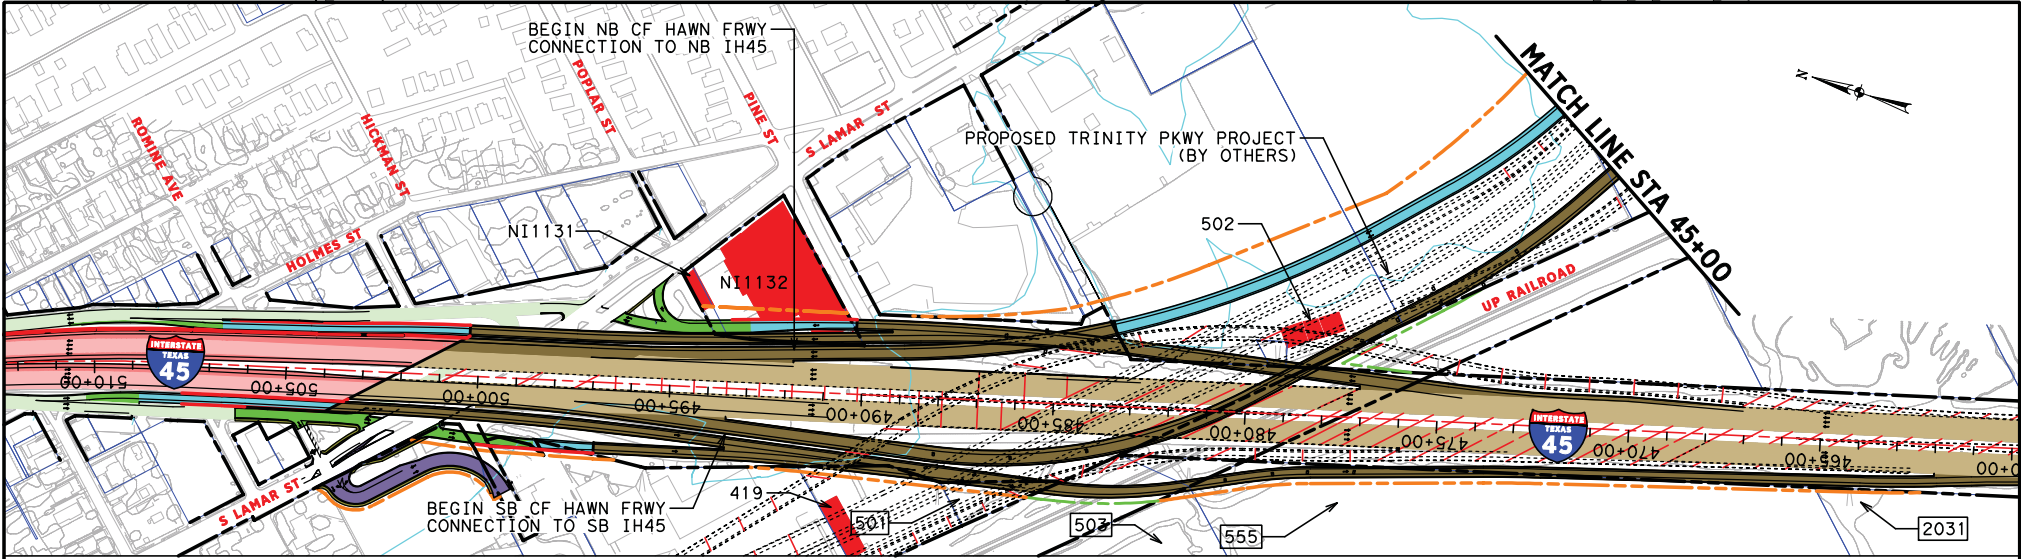 BEGIN NB CF HAWN FRWY
CONNECTION TO NB IH45
ROMINE AVE
HICKMAN ST
POPLAR ST
PINE ST
S LAMAR ST
HOLMES ST
N
MATCH LINE STA 45+00
PROPOSED TRINITY PKWY PROJECT
(BY OTHERS)
NI1131
NI1132
502
UP RAILROAD
INTERSTATE
TEXAS
45
510+00
505+00
500+00
495+00
490+00
485+00
480+00
475+00
470+00
465+00
INTERSTATE
TEXAS
45
S LAMAR ST
BEGIN SB CF HAWN FRWY
CONNECTION TO SB IH45
419
501
503
555
2031